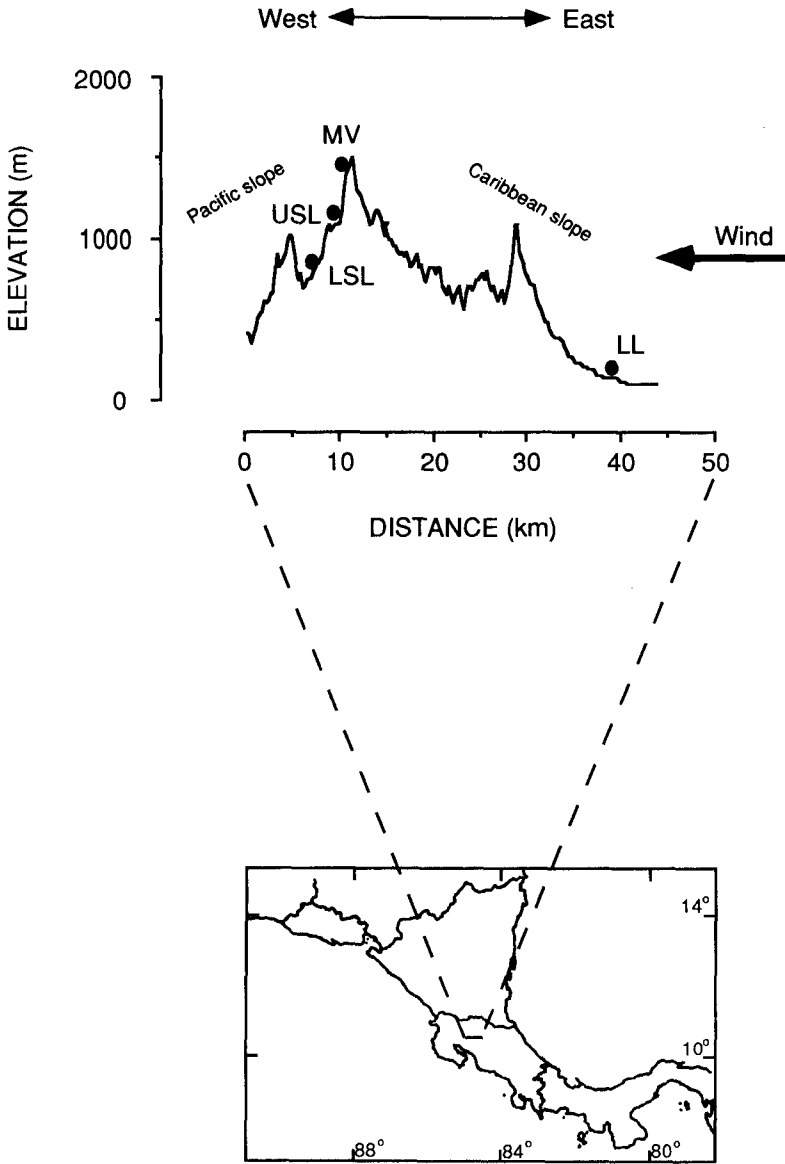 West East
2000
MV
Pacific slope
Caribbean slope
USL
1000
Wind
LSL
ELEVATION (m)
LL
0
0 10 20 30 40 50
DISTANCE (km)
14°
10°
88° 84° 80°